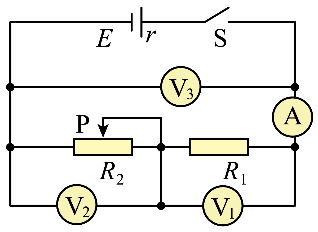 E r S
V₃
A
P
R₂ R₁
V₂ V₁